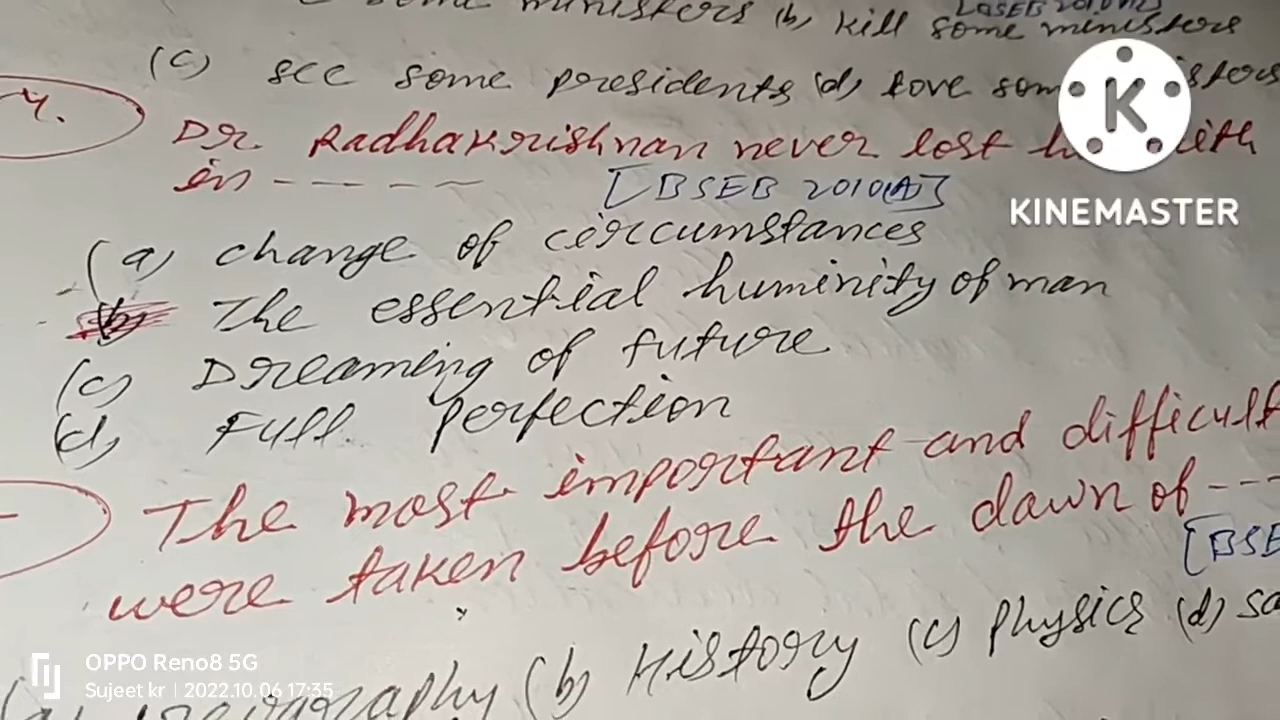 some ministers (b) kill some ministers
(c) see some presidents (d) love
4.
Dr. Radhakrishnan never lost
in ----- [BSEB 2010(A)]
(a) change of circumstances
(b) The essential huminity of man
(c) Dreaming of future
(d) Full perfection
The most important and difficult
were taken before the dawn of ---
[BSE
(b) History (c) Physics (d)
K
KINEMASTER
OPPO Reno8 5G
Sujeet kr | 2022.10.06 17:35